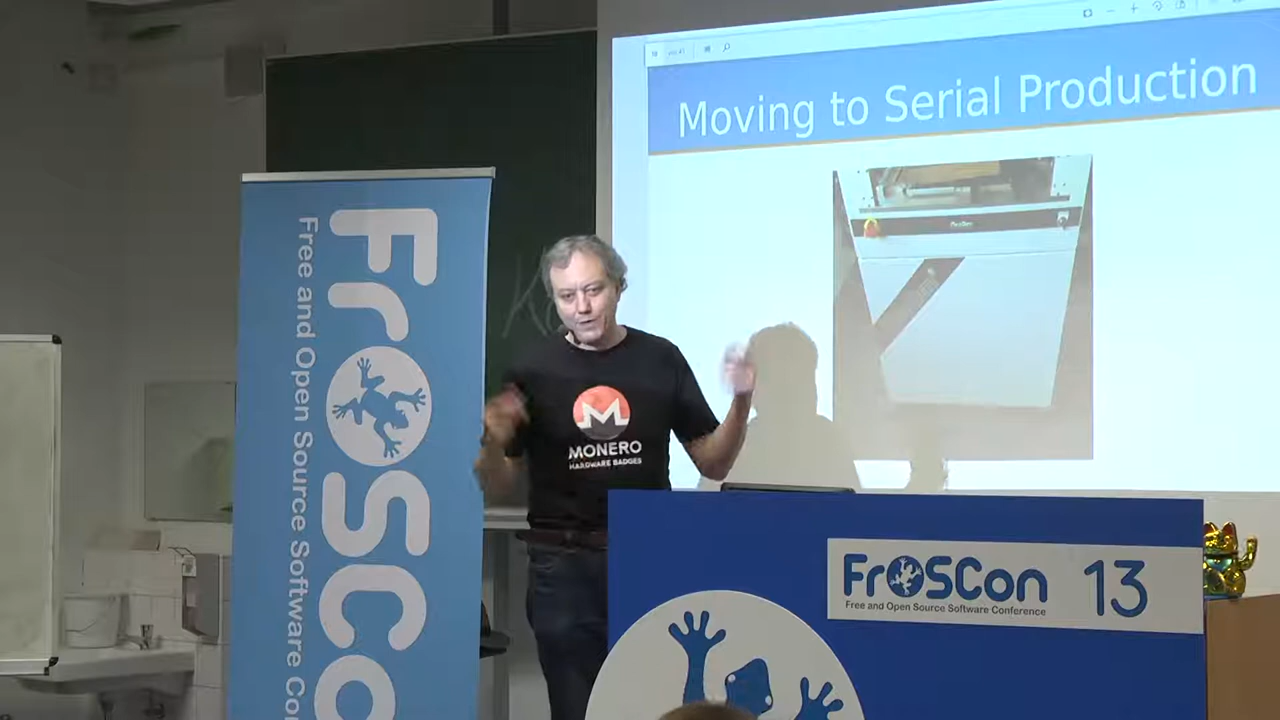 Moving to Serial Production
FrOSCon
Free and Open Source Software Con
MONERO
HARDWARE BADGES
FrOSCon 13
Free and Open Source Software Conference